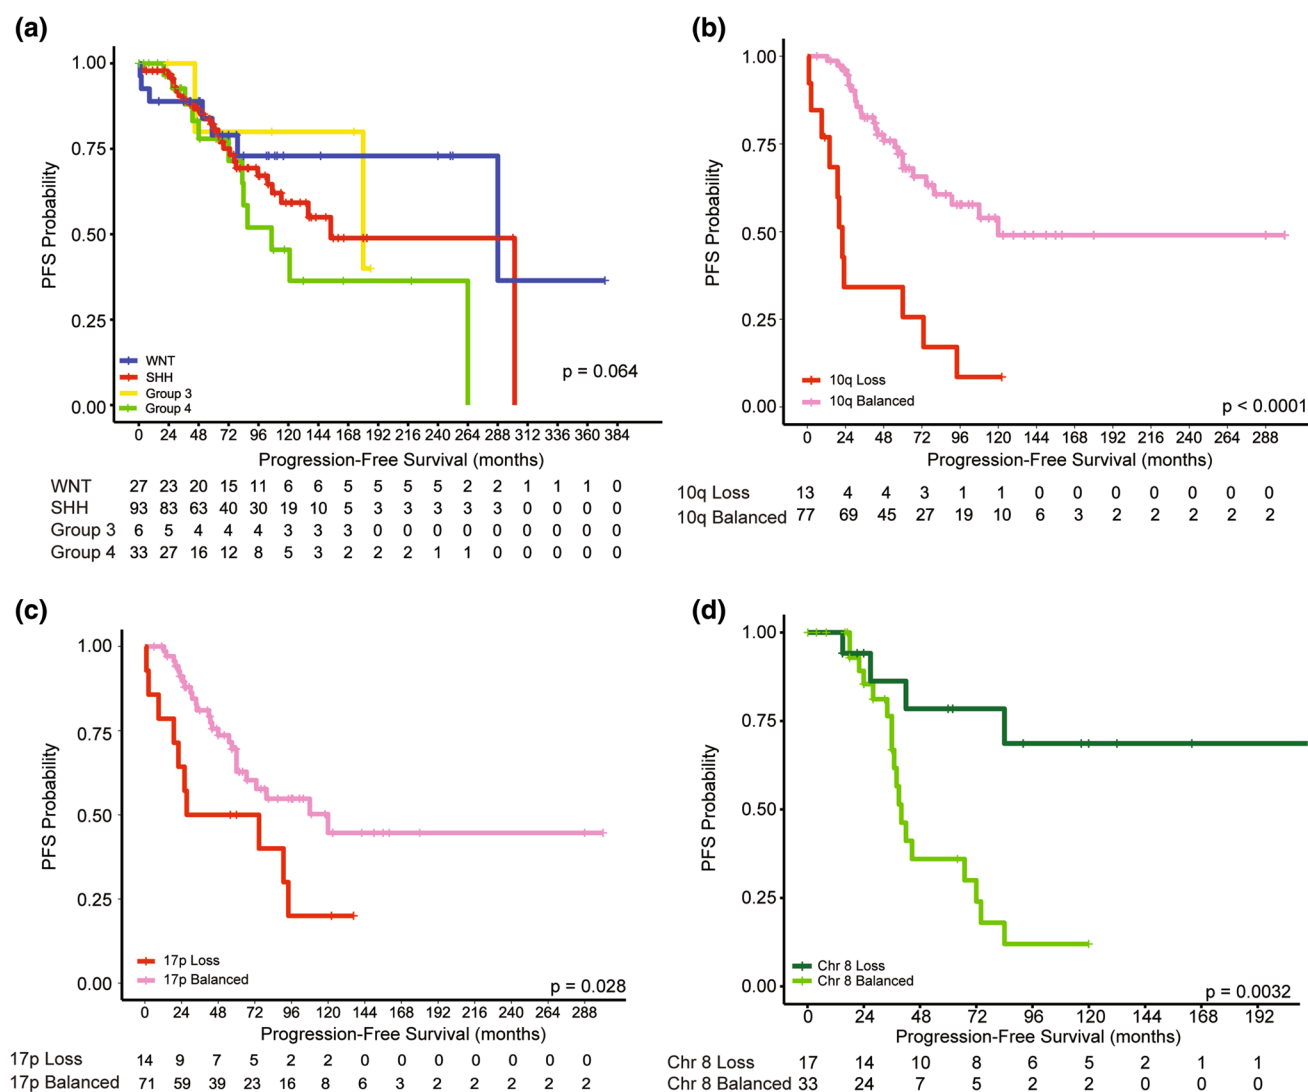 (a)
1.00
0.75
0.50
0.25
0.00
PFS Probability
WNT
SHH
Group 3
Group 4
p = 0.064
0 24 48 72 96 120 144 168 192 216 240 264 288 312 336 360 384
Progression-Free Survival (months)
WNT 27 23 20 15 11 6 6 5 5 5 5 2 2 1 1 1 0
SHH 93 83 63 40 30 19 10 5 3 3 3 3 3 0 0 0 0
Group 3 6 5 4 4 4 3 3 3 0 0 0 0 0 0 0 0 0
Group 4 33 27 16 12 8 5 3 2 2 2 1 1 0 0 0 0 0
(b)
1.00
0.75
0.50
0.25
0.00
PFS Probability
10q Loss
10q Balanced
p < 0.0001
0 24 48 72 96 120 144 168 192 216 240 264 288
Progression-Free Survival (months)
10q Loss 13 4 4 3 1 1 0 0 0 0 0 0 0
10q Balanced 77 69 45 27 19 10 6 3 2 2 2 2 2
(c)
1.00
0.75
0.50
0.25
0.00
PFS Probability
17p Loss
17p Balanced
p = 0.028
0 24 48 72 96 120 144 168 192 216 240 264 288
Progression-Free Survival (months)
17p Loss 14 9 7 5 2 2 0 0 0 0 0 0 0
17p Balanced 71 59 39 23 16 8 6 3 2 2 2 2 2
(d)
1.00
0.75
0.50
0.25
0.00
PFS Probability
Chr 8 Loss
Chr 8 Balanced
p = 0.0032
0 24 48 72 96 120 144 168 192
Progression-Free Survival (months)
Chr 8 Loss 17 14 10 8 6 5 2 1 1
Chr 8 Balanced 33 24 7 5 2 2 0 0 0